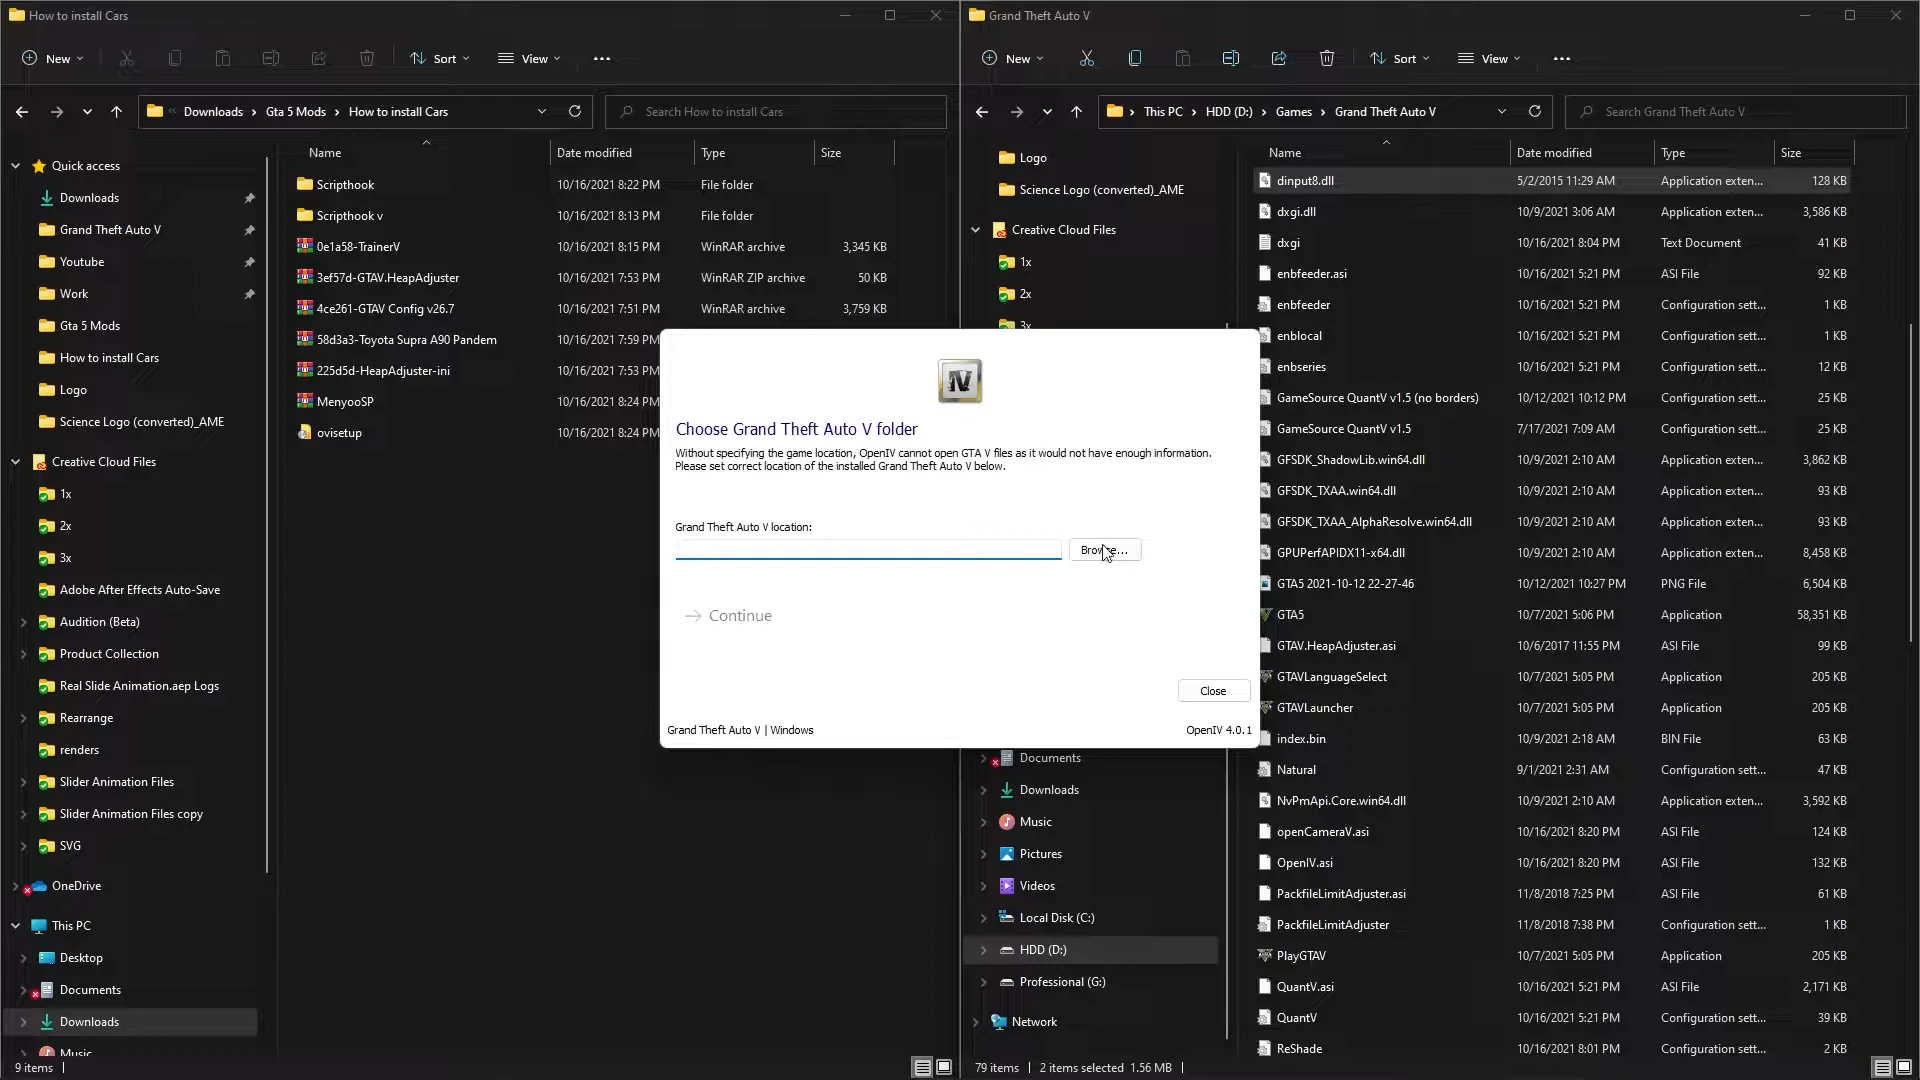 How to install Cars
New
Sort
View
Downloads > Gta 5 Mods > How to install Cars
Search How to install Cars
Quick access
Downloads
Grand Theft Auto V
Youtube
Work
Gta 5 Mods
How to install Cars
Logo
Science Logo (converted)_AME
Creative Cloud Files
1x
2x
3x
Adobe After Effects Auto-Save
Audition (Beta)
Product Collection
Real Slide Animation.aep Logs
Rearrange
renders
Slider Animation Files
Slider Animation Files copy
SVG
OneDrive
This PC
Desktop
Documents
Downloads
Music
Name Date modified Type Size
Scripthook 10/16/2021 8:22 PM File folder
Scripthook v 10/16/2021 8:13 PM File folder
0e1a58-TrainerV 10/16/2021 8:15 PM WinRAR archive 3,345 KB
3ef57d-GTAV.HeapAdjuster 10/16/2021 7:53 PM WinRAR ZIP archive 50 KB
4ce261-GTAV Config v26.7 10/16/2021 7:51 PM WinRAR archive 3,759 KB
58d3a3-Toyota Supra A90 Pandem 10/16/2021 7:59 PM
225d5d-HeapAdjuster-ini 10/16/2021 7:53 PM
MenyooSP 10/16/2021 8:24 PM
ovisetup 10/16/2021 8:24 PM
9 items
IV
Choose Grand Theft Auto V folder
Without specifying the game location, OpenIV cannot open GTA V files as it would not have enough information.
Please set correct location of the installed Grand Theft Auto V below.
Grand Theft Auto V location:
Browse...
Continue
Close
Grand Theft Auto V | Windows
OpenIV 4.0.1
Grand Theft Auto V
New
Sort
View
This PC > HDD (D:) > Games > Grand Theft Auto V
Search Grand Theft Auto V
Logo
Science Logo (converted)_AME
Creative Cloud Files
1x
2x
3x
Documents
Downloads
Music
Pictures
Videos
Local Disk (C:)
HDD (D:)
Professional (G:)
Network
Name Date modified Type Size
dinput8.dll 5/2/2015 11:29 AM Application exten... 128 KB
dxgi.dll 10/9/2021 3:06 AM Application exten... 3,586 KB
dxgi 10/16/2021 8:04 PM Text Document 41 KB
enbfeeder.asi 10/16/2021 5:21 PM ASI File 92 KB
enbfeeder 10/16/2021 5:21 PM Configuration sett... 1 KB
enblocal 10/16/2021 5:21 PM Configuration sett... 1 KB
enbseries 10/16/2021 5:21 PM Configuration sett... 12 KB
GameSource QuantV v1.5 (no borders) 10/12/2021 10:12 PM Configuration sett... 25 KB
GameSource QuantV v1.5 7/17/2021 7:09 AM Configuration sett... 25 KB
GFSDK_ShadowLib.win64.dll 10/9/2021 2:10 AM Application exten... 3,862 KB
GFSDK_TXAA.win64.dll 10/9/2021 2:10 AM Application exten... 93 KB
GFSDK_TXAA_AlphaResolve.win64.dll 10/9/2021 2:10 AM Application exten... 93 KB
GPUPerfAPIDX11-x64.dll 10/9/2021 2:10 AM Application exten... 8,458 KB
GTA5 2021-10-12 22-27-46 10/12/2021 10:27 PM PNG File 6,504 KB
GTA5 10/7/2021 5:06 PM Application 58,351 KB
GTAV.HeapAdjuster.asi 10/6/2017 11:55 PM ASI File 99 KB
GTAVLanguageSelect 10/7/2021 5:05 PM Application 205 KB
GTAVLauncher 10/7/2021 5:05 PM Application 205 KB
index.bin 10/9/2021 2:18 AM BIN File 63 KB
Natural 9/1/2021 2:31 AM Configuration sett... 47 KB
NvPmApi.Core.win64.dll 10/9/2021 2:10 AM Application exten... 3,592 KB
openCameraV.asi 10/16/2021 8:20 PM ASI File 124 KB
OpenIV.asi 10/16/2021 8:20 PM ASI File 132 KB
PackfileLimitAdjuster.asi 11/8/2018 7:25 PM ASI File 61 KB
PackfileLimitAdjuster 11/8/2018 7:38 PM Configuration sett... 1 KB
PlayGTAV 10/7/2021 5:05 PM Application 205 KB
QuantV.asi 10/16/2021 5:21 PM ASI File 2,171 KB
QuantV 10/16/2021 5:21 PM Configuration sett... 39 KB
ReShade 10/16/2021 8:01 PM Configuration sett... 2 KB
79 items 2 items selected 1.56 MB